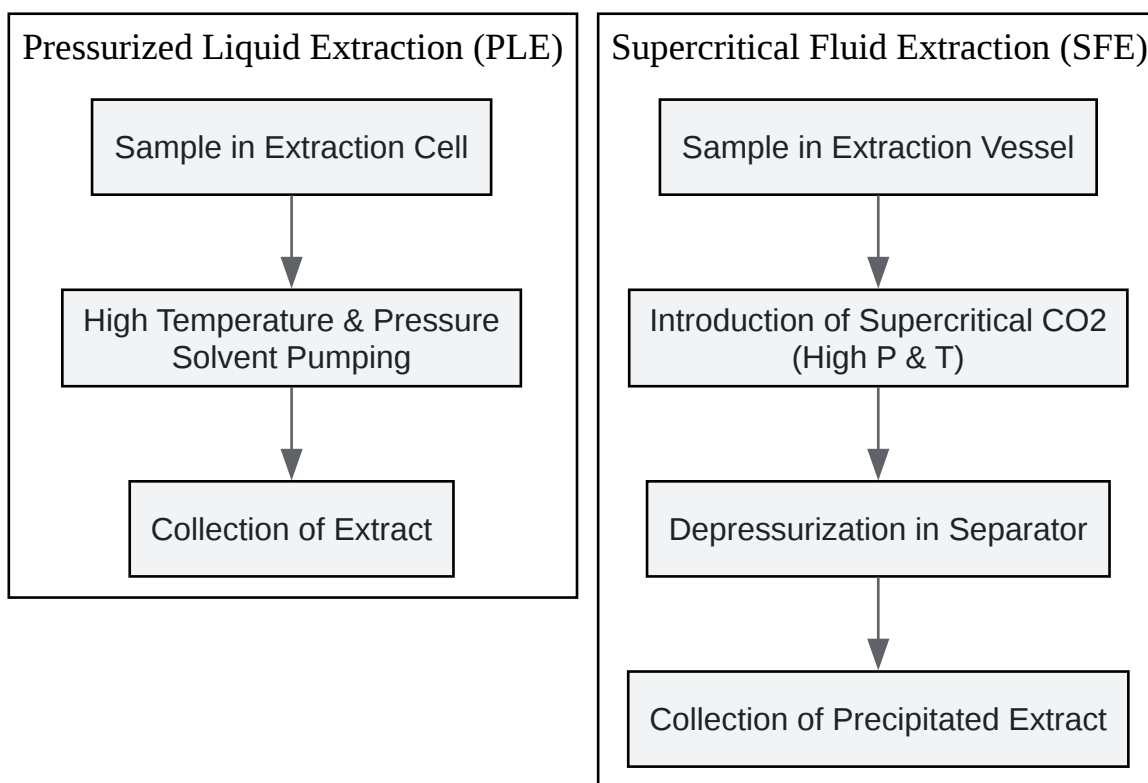 Pressurized Liquid Extraction (PLE)
Sample in Extraction Cell
High Temperature & Pressure
Solvent Pumping
Collection of Extract
Supercritical Fluid Extraction (SFE)
Sample in Extraction Vessel
Introduction of Supercritical CO2
(High P & T)
Depressurization in Separator
Collection of Precipitated Extract